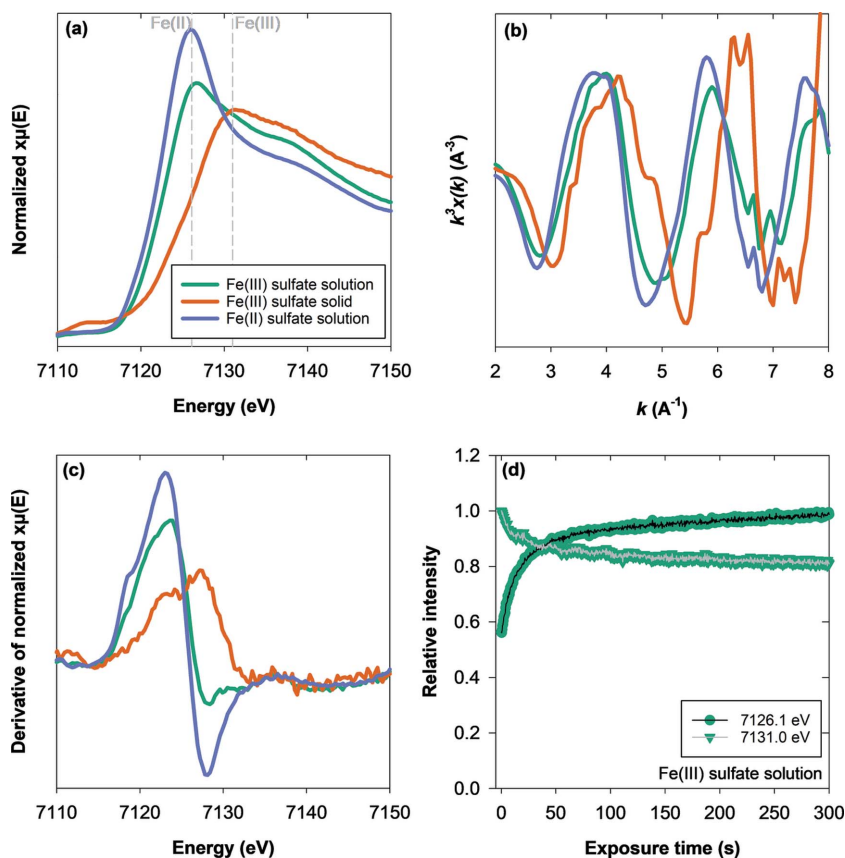 (a)
Fe(II)
Fe(III)
Normalized xμ(E)
Fe(III) sulfate solution
Fe(III) sulfate solid
Fe(II) sulfate solution
7110 7120 7130 7140 7150
Energy (eV)
(b)
k³x(k) (A⁻³)
2 3 4 5 6 7 8
k (A⁻¹)
(c)
Derivative of normalized xμ(E)
7110 7120 7130 7140 7150
Energy (eV)
(d)
Relative intensity
1.2
1.0
0.8
0.6
0.4
0.2
0.0
7126.1 eV
7131.0 eV
Fe(III) sulfate solution
0 50 100 150 200 250 300
Exposure time (s)